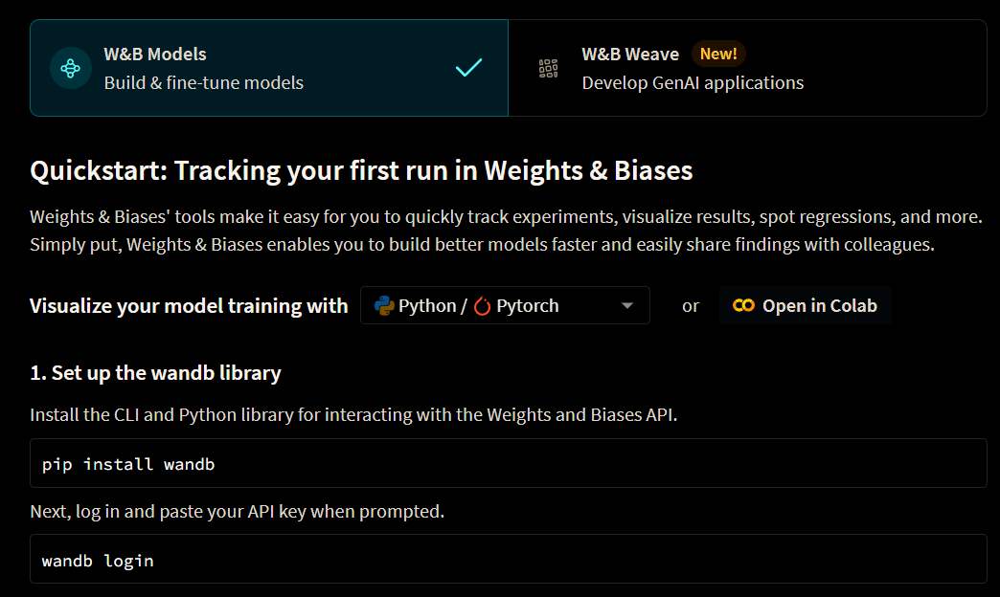 W&B Models
Build & fine-tune models
W&B Weave New!
Develop GenAI applications
Quickstart: Tracking your first run in Weights & Biases
Weights & Biases' tools make it easy for you to quickly track experiments, visualize results, spot regressions, and more.
Simply put, Weights & Biases enables you to build better models faster and easily share findings with colleagues.
Visualize your model training with Python / Pytorch or Open in Colab
1. Set up the wandb library
Install the CLI and Python library for interacting with the Weights and Biases API.
pip install wandb
Next, log in and paste your API key when prompted.
wandb login